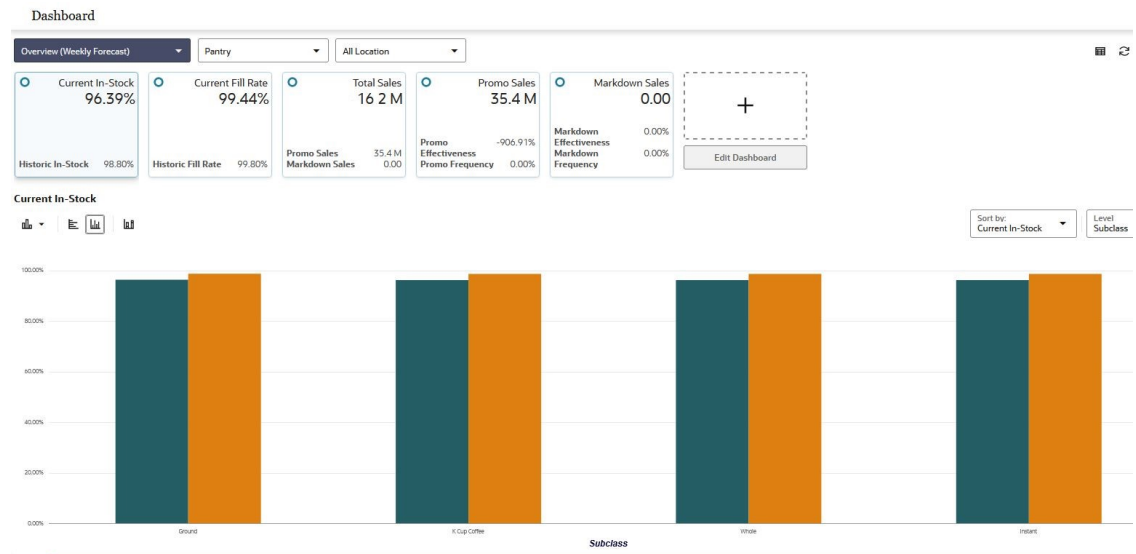 Dashboard
Overview (Weekly Forecast)
Pantry
All Location
Current In-Stock
96.39%
Historic In-Stock 98.80%
Current Fill Rate
99.44%
Historic Fill Rate 99.80%
Total Sales
16 2 M
Promo Sales 35.4 M
Markdown Sales 0.00
Promo Sales
35.4 M
Promo Effectiveness -906.91%
Promo Frequency 0.00%
Markdown Sales
0.00
Markdown Effectiveness 0.00%
Markdown Frequency 0.00%
+
Edit Dashboard
Current In-Stock
Sort by:
Current In-Stock
Level
Subclass
100.00%
80.00%
60.00%
40.00%
20.00%
0.00%
Ground
K Cup Coffee
Whole
Instant
Subclass